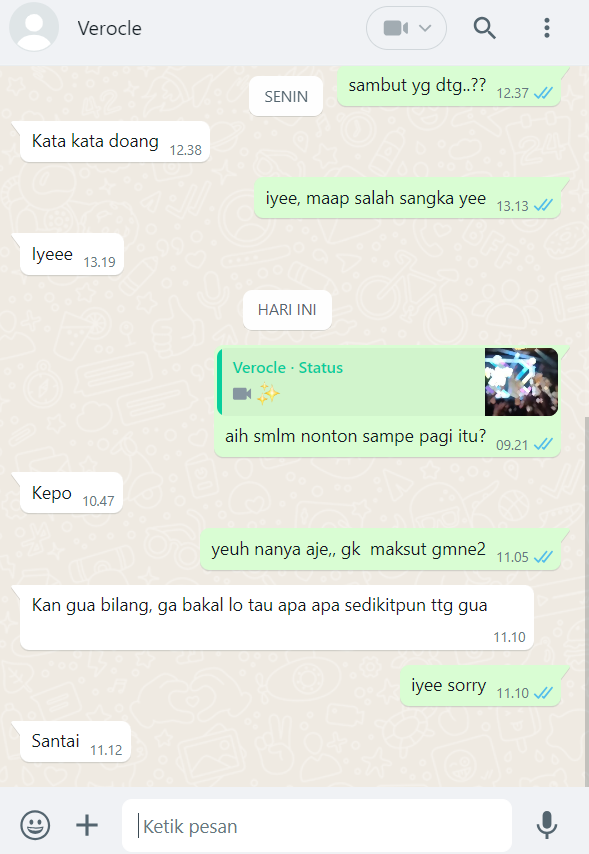 Verocle
sambut yg dtg..?? 12.37
SENIN
Kata kata doang 12.38
iyee, maap salah sangka yee 13.13
Iyeee 13.19
HARI INI
Verocle · Status
✨
aih smlm nonton sampe pagi itu? 09.21
Kepo 10.47
yeuh nanya aje,, gk  maksut gmne2 11.05
Kan gua bilang, ga bakal lo tau apa apa sedikitpun ttg gua
11.10
iyee sorry 11.10
Santai 11.12
Ketik pesan